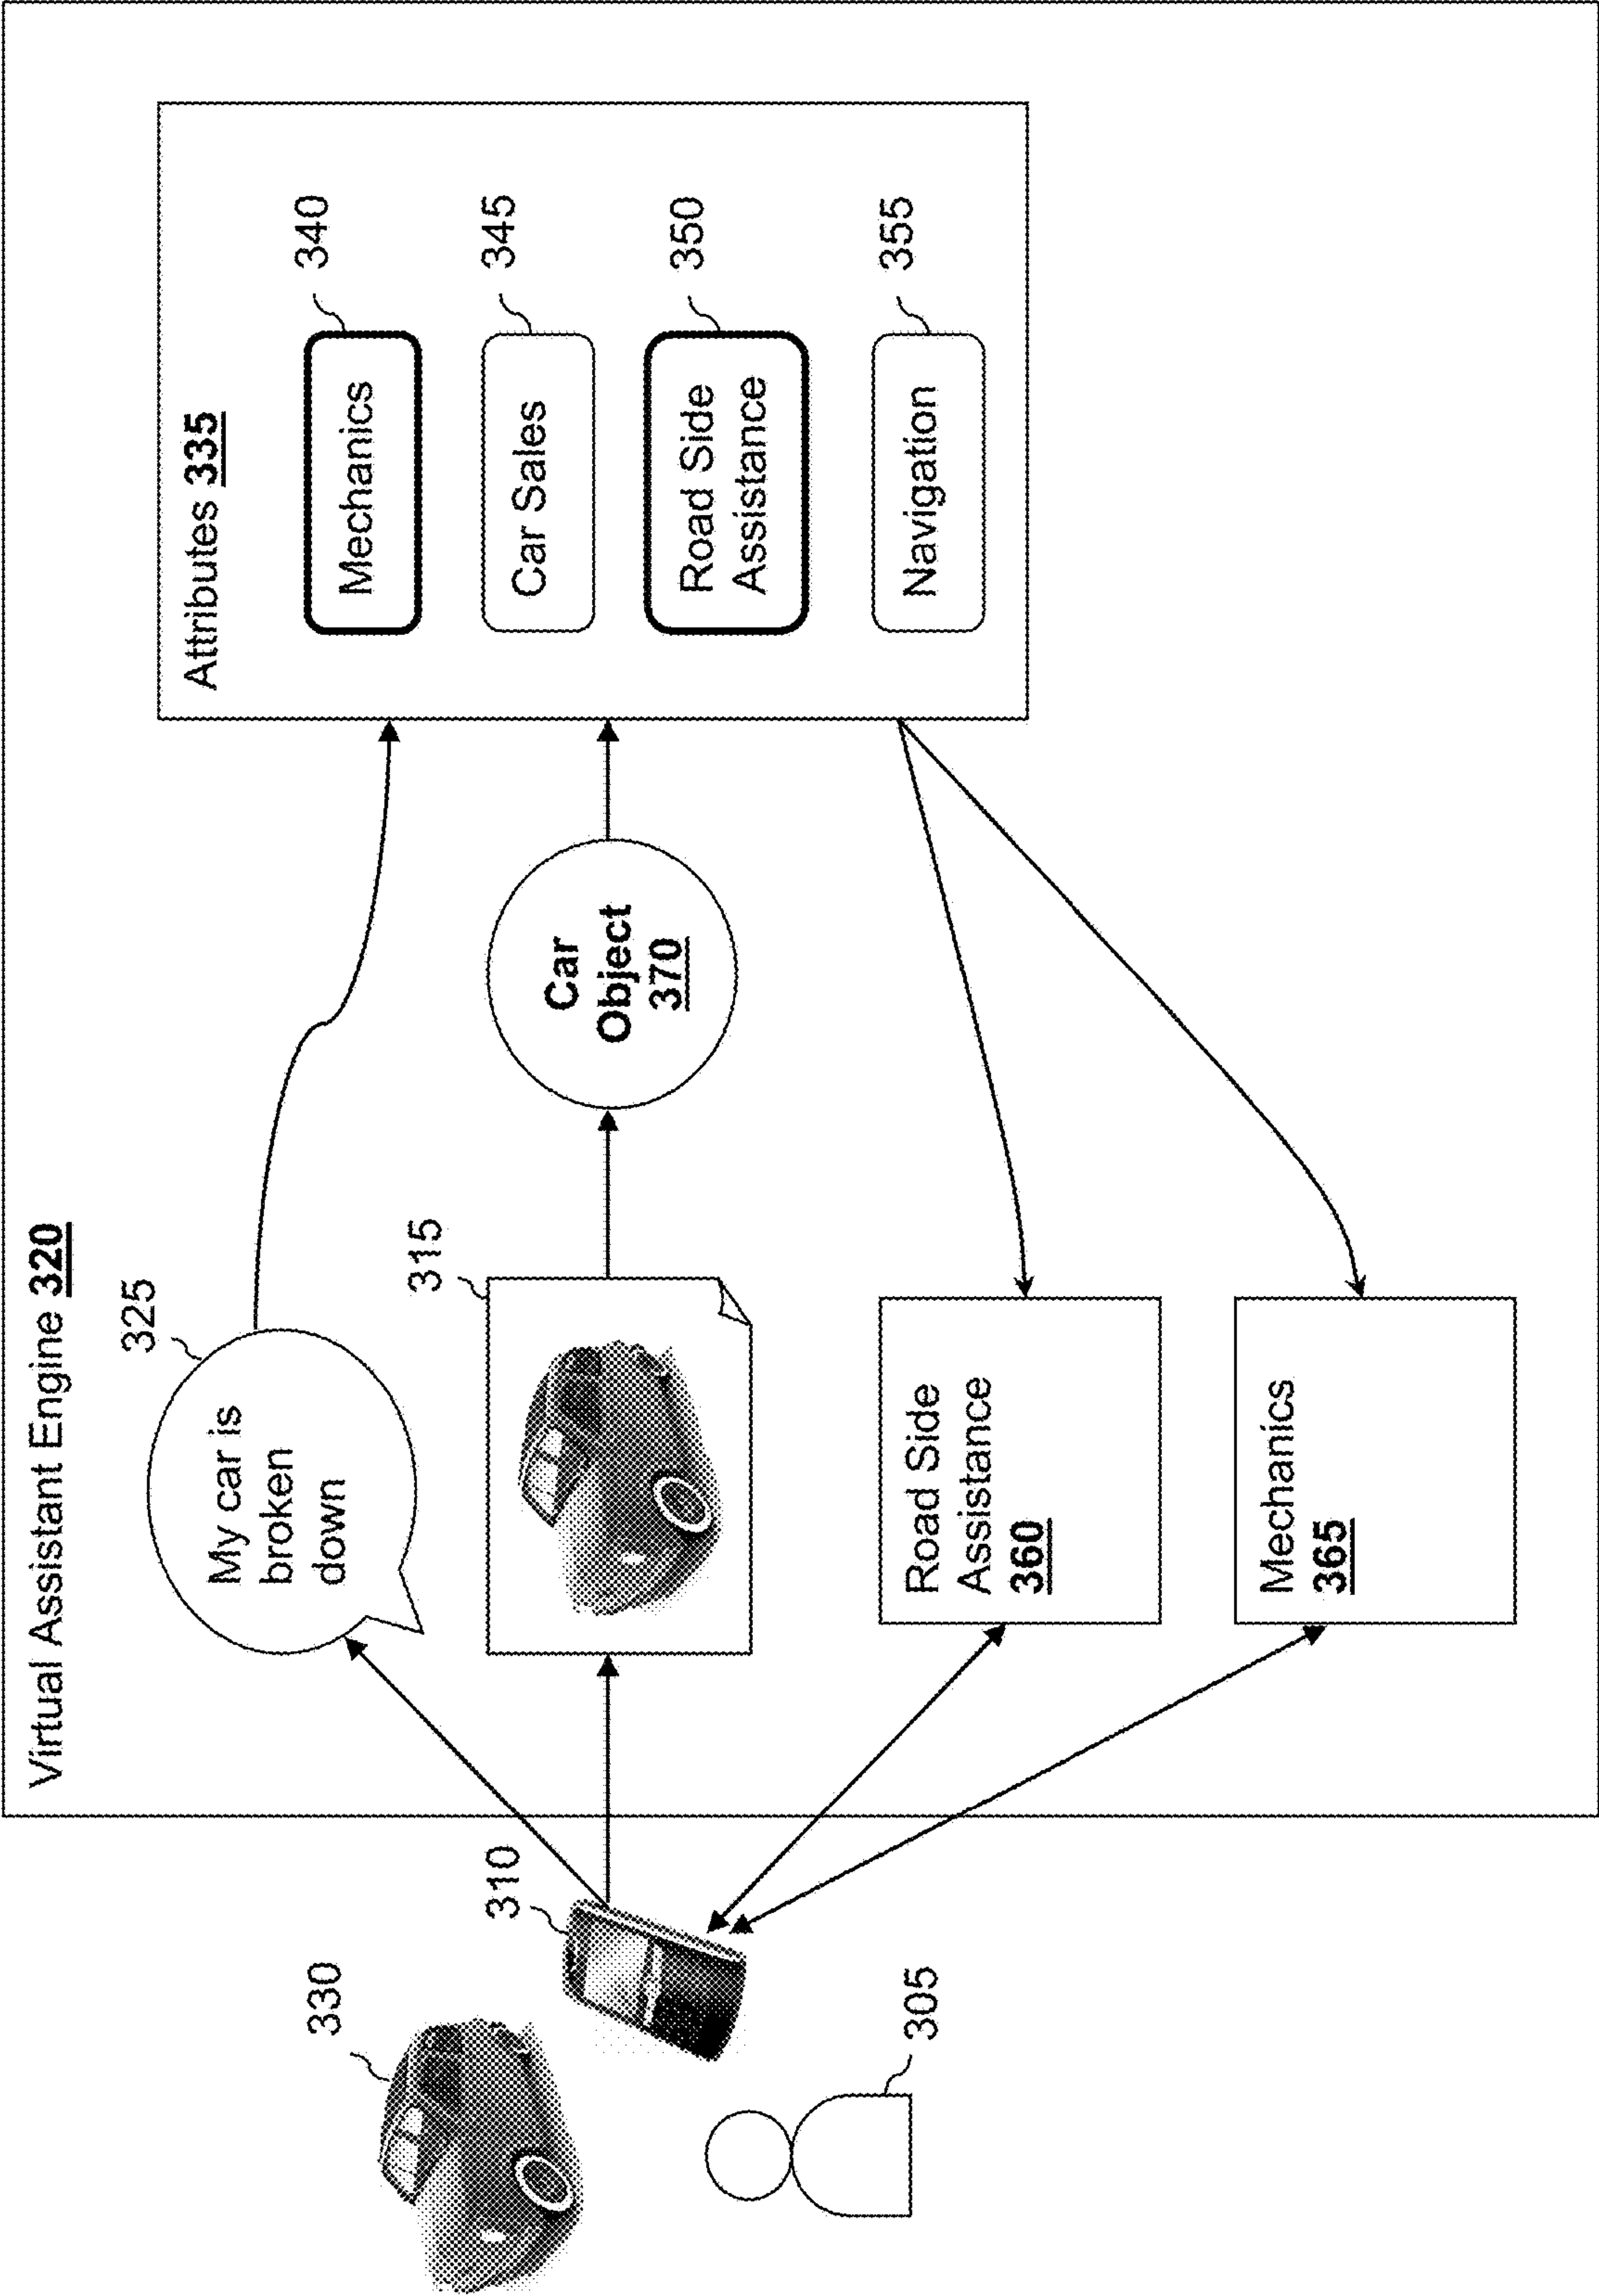 Virtual Assistant Engine 320
325
My car is
broken
down
Attributes 335
Mechanics
340
Car Sales
345
Road Side
Assistance
350
Navigation
355
330
310
315
Car
Object
370
305
Road Side
Assistance
360
Mechanics
365